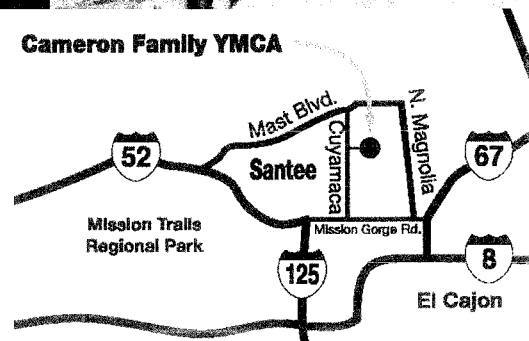 Cameron Family YMCA
Mast Blvd.
N. Magnolia
Cuyamaca
52
Santee
67
Mission Trails
Regional Park
Mission Gorge Rd.
125
8
El Cajon